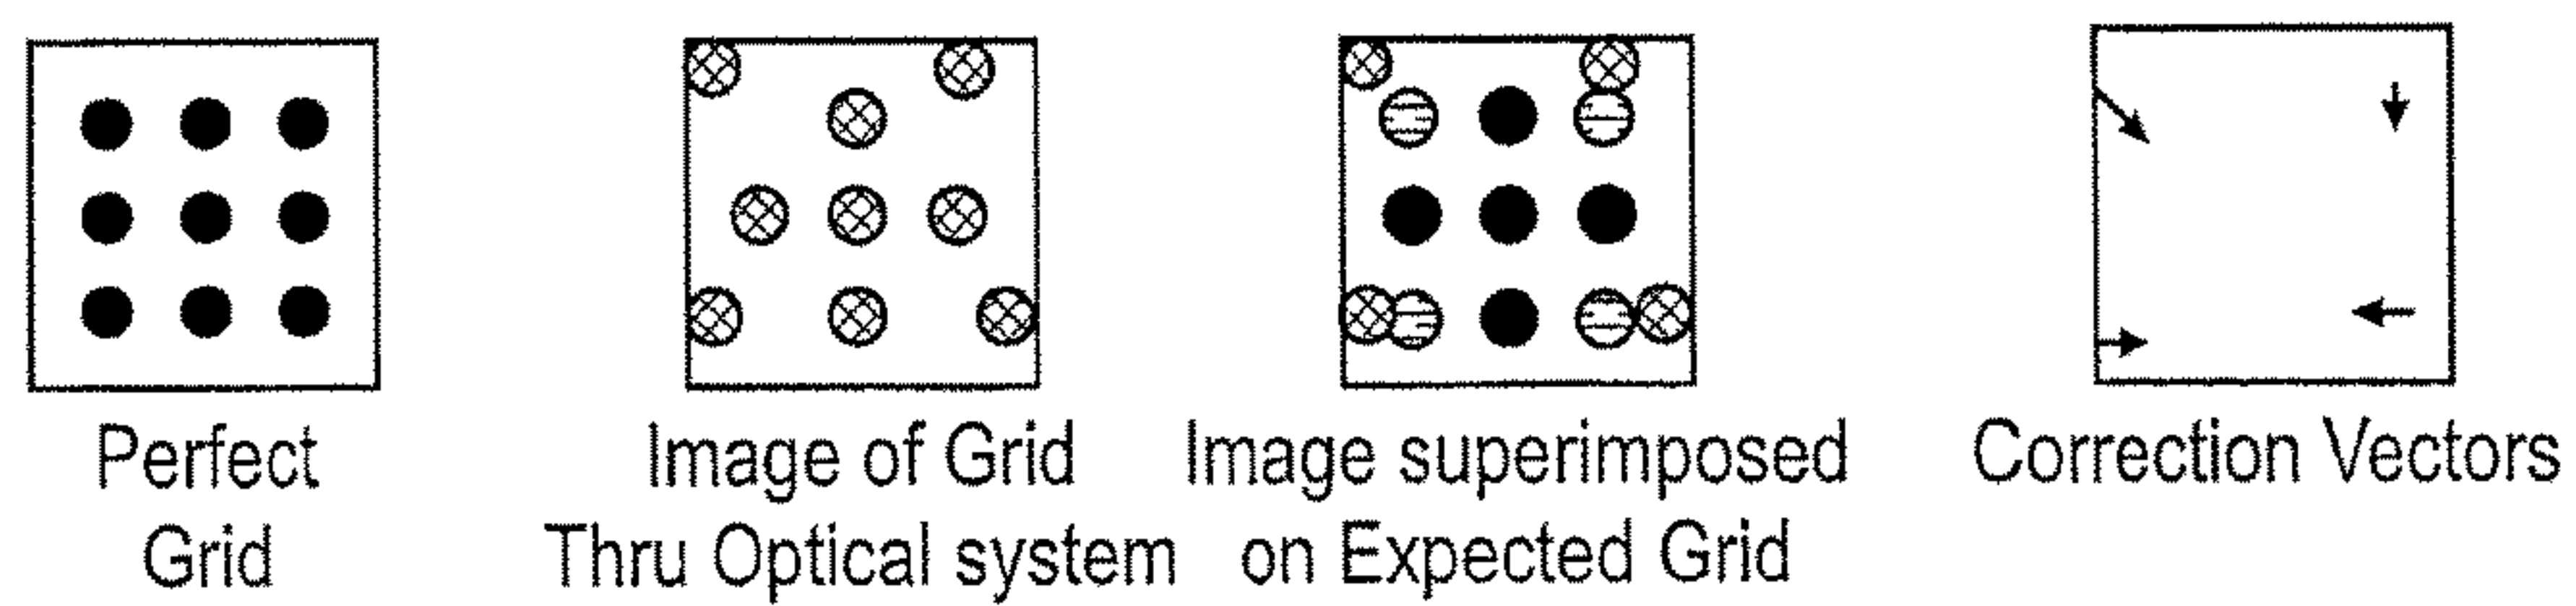 Perfect
Grid
Image of Grid
Thru Optical system
Image superimposed
on Expected Grid
Correction Vectors